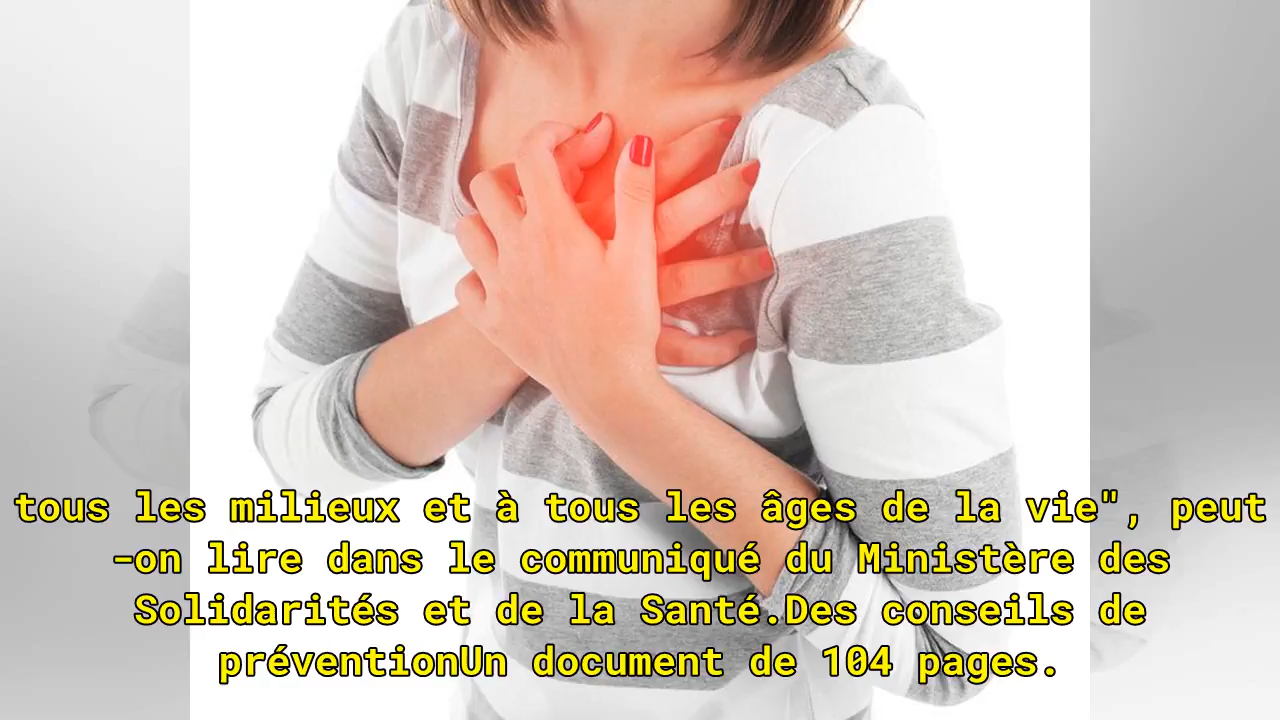 tous les milieux et à tous les âges de la vie", peut
-on lire dans le communiqué du Ministère des
Solidarités et de la Santé.Des conseils de
préventionUn document de 104 pages.